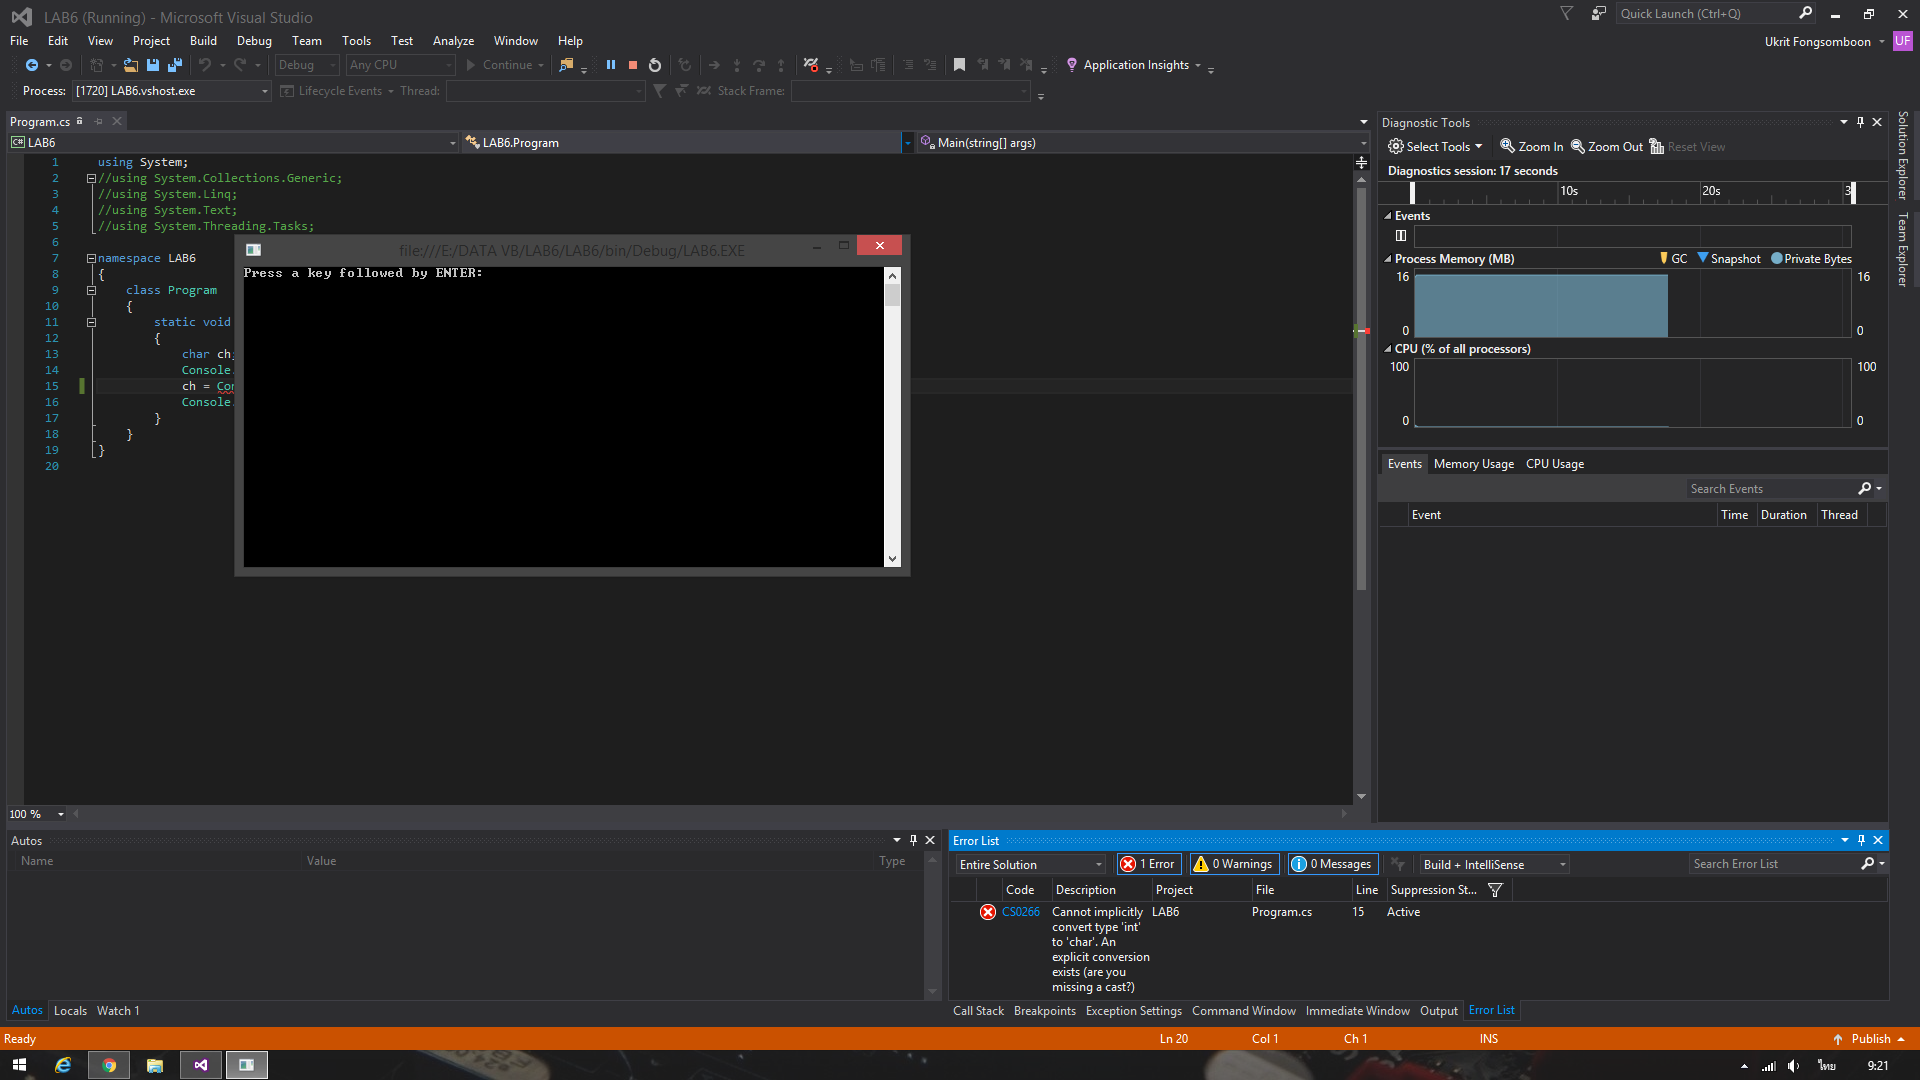 LAB6 (Running) - Microsoft Visual Studio
Quick Launch (Ctrl+Q)
File Edit View Project Build Debug Team Tools Test Analyze Window Help
Ukrit Fongsomboon UF
Debug Any CPU Continue Application Insights
Process: [1720] LAB6.vshost.exe Lifecycle Events Thread: Stack Frame:
Program.cs
C# LAB6 LAB6.Program Main(string[] args)
1 using System;
2 //using System.Collections.Generic;
3 //using System.Linq;
4 //using System.Text;
5 //using System.Threading.Tasks;
6
7 namespace LAB6
8 {
9 class Program
10 {
11 static void
12 {
13 char ch;
14 Console.
15 ch = Con
16 Console.
17 }
18 }
19 }
20
file:///E:/DATA VB/LAB6/LAB6/bin/Debug/LAB6.EXE
Press a key followed by ENTER:
100 %
Diagnostic Tools
Select Tools Zoom In Zoom Out Reset View
Diagnostics session: 17 seconds
10s 20s 3
Events
Process Memory (MB) GC Snapshot Private Bytes
16 16
0 0
CPU (% of all processors)
100 100
0 0
Events Memory Usage CPU Usage
Search Events
Event Time Duration Thread
Solution Explorer
Team Explorer
Autos
Name Value Type
Autos Locals Watch 1
Error List
Entire Solution 1 Error 0 Warnings 0 Messages Build + IntelliSense Search Error List
Code Description Project File Line Suppression St...
CS0266 Cannot implicitly LAB6 Program.cs 15 Active
convert type 'int'
to 'char'. An
explicit conversion
exists (are you
missing a cast?)
Call Stack Breakpoints Exception Settings Command Window Immediate Window Output Error List
Ready Ln 20 Col 1 Ch 1 INS Publish
ไทย 9:21